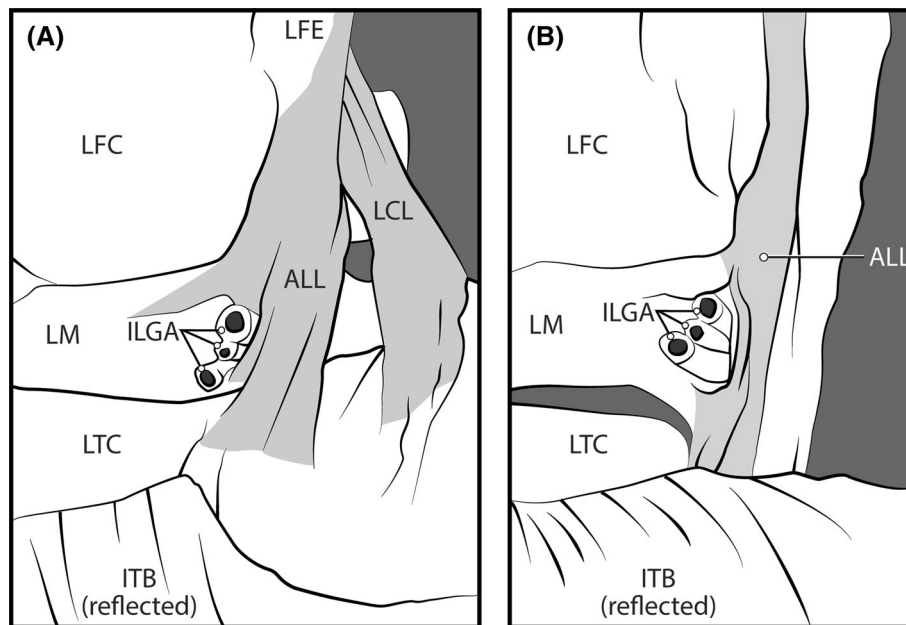 (A)
LFE
LFC
LCL
ALL
LM
ILGA
LTC
ITB
(reflected)
(B)
LFC
ALL
LM
ILGA
LTC
ITB
(reflected)